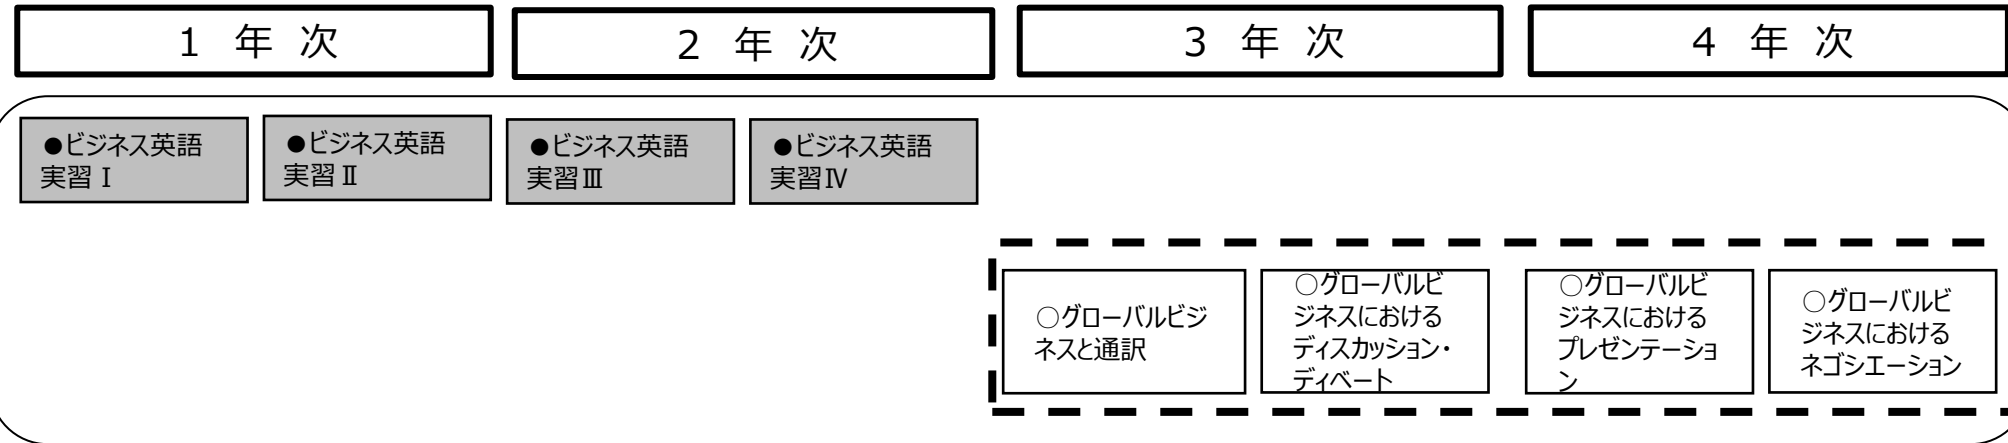 1 年 次
2 年 次
3 年 次
4 年 次
●ビジネス英語
実習Ⅰ
●ビジネス英語
実習Ⅱ
●ビジネス英語
実習Ⅲ
●ビジネス英語
実習Ⅳ
○グローバルビジ
ネスと通訳
○グローバルビ
ジネスにおける
ディスカッション・
ディベート
○グローバルビ
ジネスにおける
プレゼンテーショ
ン
○グローバルビ
ジネスにおける
ネゴシエーション